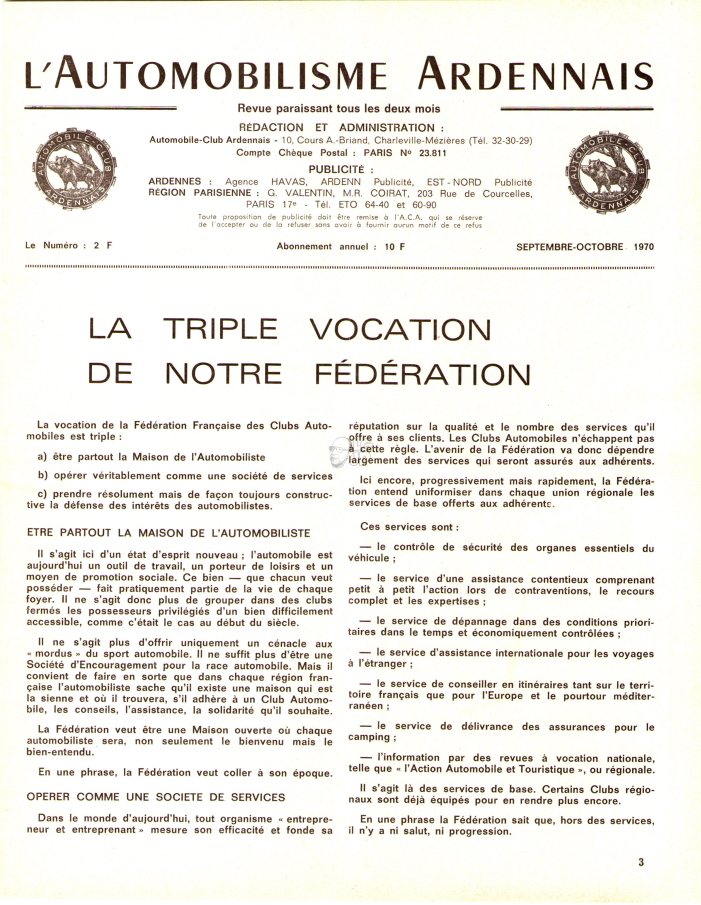 L'AUTOMOBILISME ARDENNAIS
Revue paraissant tous les deux mois
RÉDACTION ET ADMINISTRATION :
Automobile-Club Ardennais - 10, Cours A.-Briand, Charleville-Mézières (Tél. 32-30-29)
Compte Chèque Postal : PARIS No 23.811
PUBLICITÉ :
ARDENNES : Agence HAVAS, ARDENN Publicité, EST-NORD Publicité
RÉGION PARISIENNE : G. VALENTIN, M.R. COIRAT, 203 Rue de Courcelles,
PARIS 17e - Tél. ETO 64-40 et 60-90
Toute proposition de publicité doit être remise à l'A.C.A. qui se réserve
de l'accepter ou de la refuser sans avoir à fournir aucun motif de ce refus
AUTOMOBILE-CLUB
ARDENNAIS
AUTOMOBILE-CLUB
ARDENNAIS
Le Numéro : 2 F
Abonnement annuel : 10 F
SEPTEMBRE-OCTOBRE 1970
LA TRIPLE VOCATION
DE NOTRE FÉDÉRATION
La vocation de la Fédération Française des Clubs Auto-
mobiles est triple :
a) être partout la Maison de l'Automobiliste
b) opérer véritablement comme une société de services
c) prendre résolument mais de façon toujours construc-
tive la défense des intérêts des automobilistes.
ETRE PARTOUT LA MAISON DE L'AUTOMOBILISTE
Il s'agit ici d'un état d'esprit nouveau ; l'automobile est
aujourd'hui un outil de travail, un porteur de loisirs et un
moyen de promotion sociale. Ce bien — que chacun veut
posséder — fait pratiquement partie de la vie de chaque
foyer. Il ne s'agit donc plus de grouper dans des clubs
fermés les possesseurs privilégiés d'un bien difficilement
accessible, comme c'était le cas au début du siècle.
Il ne s'agit plus d'offrir uniquement un cénacle aux
« mordus » du sport automobile. Il ne suffit plus d'être une
Société d'Encouragement pour la race automobile. Mais il
convient de faire en sorte que dans chaque région fran-
çaise l'automobiliste sache qu'il existe une maison qui est
la sienne et où il trouvera, s'il adhère à un Club Automo-
bile, les conseils, l'assistance, la solidarité qu'il souhaite.
La Fédération veut être une Maison ouverte où chaque
automobiliste sera, non seulement le bienvenu mais le
bien-entendu.
En une phrase, la Fédération veut coller à son époque.
OPERER COMME UNE SOCIETE DE SERVICES
Dans le monde d'aujourd'hui, tout organisme « entrepre-
neur et entreprenant » mesure son efficacité et fonde sa
réputation sur la qualité et le nombre des services qu'il
offre à ses clients. Les Clubs Automobiles n'échappent pas
à cette règle. L'avenir de la Fédération va donc dépendre
largement des services qui seront assurés aux adhérents.
Ici encore, progressivement mais rapidement, la Fédéra-
tion entend uniformiser dans chaque union régionale les
services de base offerts aux adhérents.
Ces services sont :
— le contrôle de sécurité des organes essentiels du
véhicule ;
— le service d'une assistance contentieux comprenant
petit à petit l'action lors de contraventions, le recours
complet et les expertises ;
— le service de dépannage dans des conditions priori-
taires dans le temps et économiquement contrôlées ;
— le service d'assistance internationale pour les voyages
à l'étranger ;
— le service de conseiller en itinéraires tant sur le terri-
toire français que pour l'Europe et le pourtour méditer-
ranéen ;
— le service de délivrance des assurances pour le
camping ;
— l'information par des revues à vocation nationale,
telle que « l'Action Automobile et Touristique », ou régionale.
Il s'agit là des services de base. Certains Clubs régio-
naux sont déjà équipés pour en rendre plus encore.
En une phrase la Fédération sait que, hors des services,
il n'y a ni salut, ni progression.
3